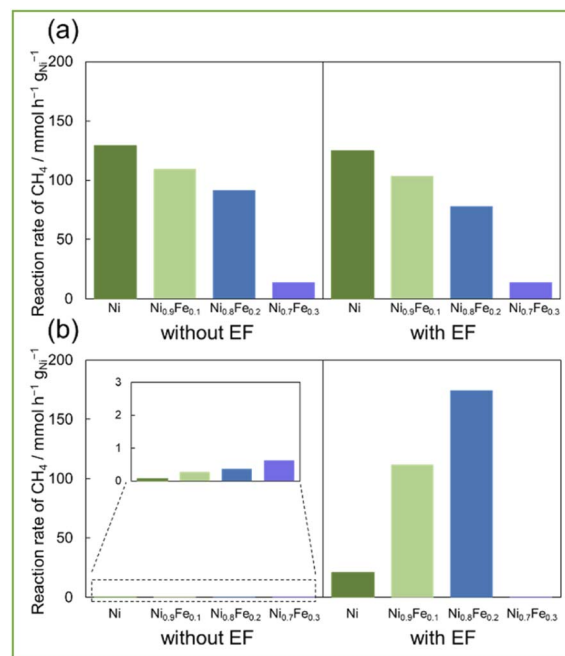 (a)
Reaction rate of CH₄ / mmol h⁻¹ gNi⁻¹
200
150
100
50
0
Ni Ni₀.₉Fe₀.₁ Ni₀.₈Fe₀.₂ Ni₀.₇Fe₀.₃ Ni Ni₀.₉Fe₀.₁ Ni₀.₈Fe₀.₂ Ni₀.₇Fe₀.₃
without EF with EF
(b)
Reaction rate of CH₄ / mmol h⁻¹ gNi⁻¹
200
150
100
50
0
3
2
1
0
Ni Ni₀.₉Fe₀.₁ Ni₀.₈Fe₀.₂ Ni₀.₇Fe₀.₃ Ni Ni₀.₉Fe₀.₁ Ni₀.₈Fe₀.₂ Ni₀.₇Fe₀.₃
without EF with EF